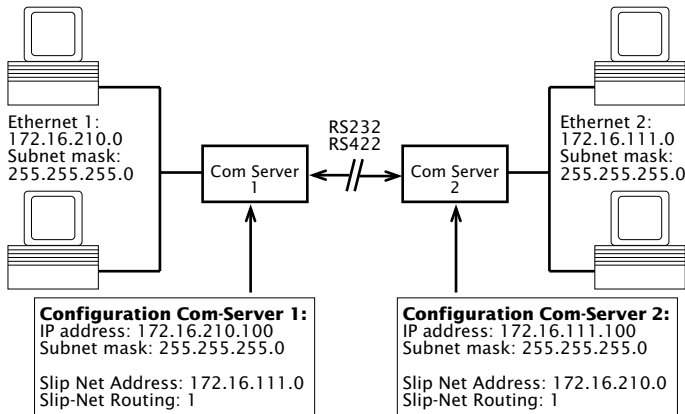 Ethernet 1:
172.16.210.0
Subnet mask:
255.255.255.0
Com Server
1
RS232
RS422
Com Server
2
Ethernet 2:
172.16.111.0
Subnet mask:
255.255.255.0
Configuration Com-Server 1:
IP address: 172.16.210.100
Subnet mask: 255.255.255.0
Slip Net Address: 172.16.111.0
Slip-Net Routing: 1
Configuration Com-Server 2:
IP address: 172.16.111.100
Subnet mask: 255.255.255.0
Slip Net Address: 172.16.210.0
Slip-Net Routing: 1